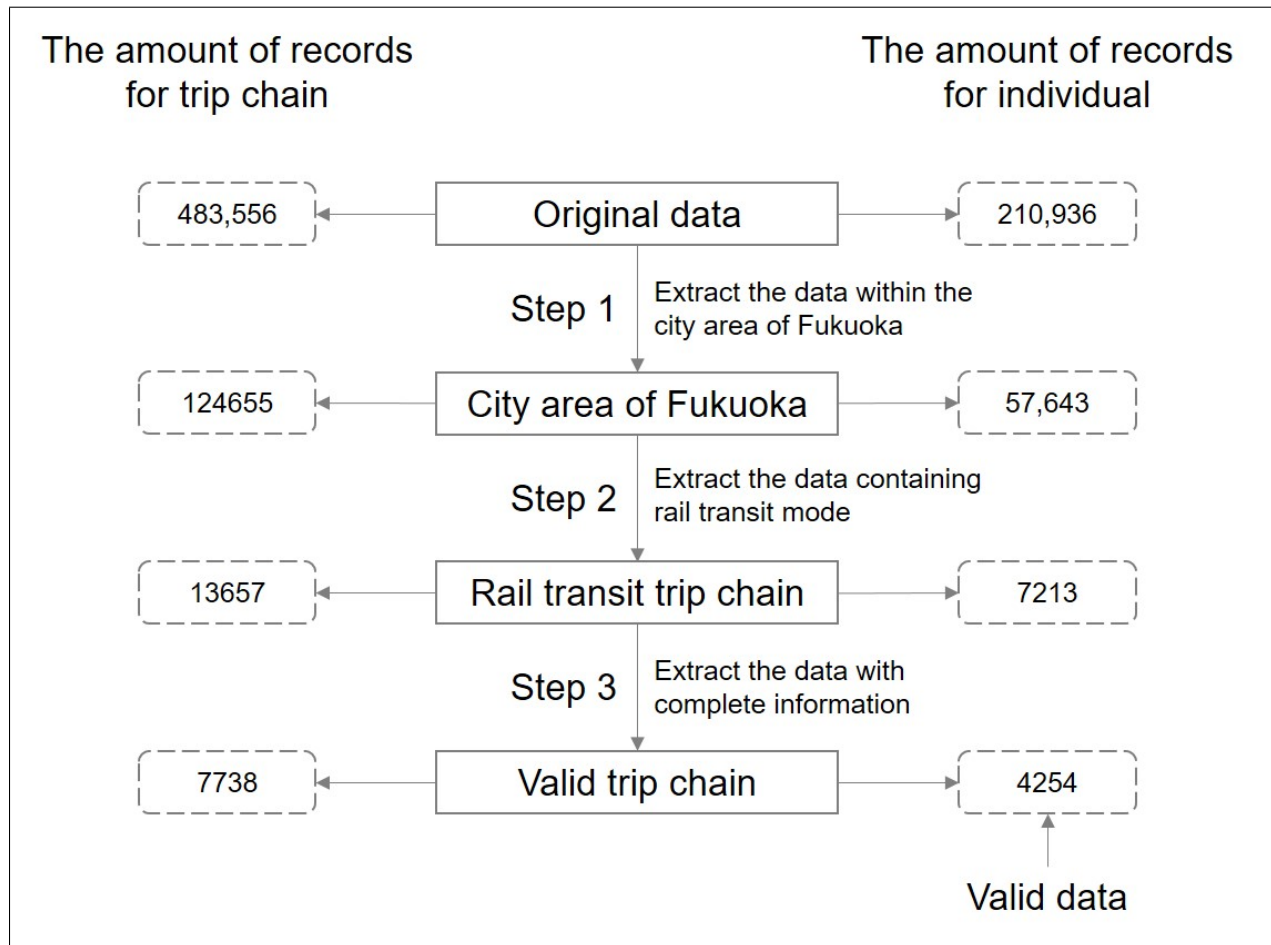 The amount of records
for trip chain
The amount of records
for individual
483,556
Original data
210,936
Step 1
Extract the data within the
city area of Fukuoka
124655
City area of Fukuoka
57,643
Step 2
Extract the data containing
rail transit mode
13657
Rail transit trip chain
7213
Step 3
Extract the data with
complete information
7738
Valid trip chain
4254
Valid data